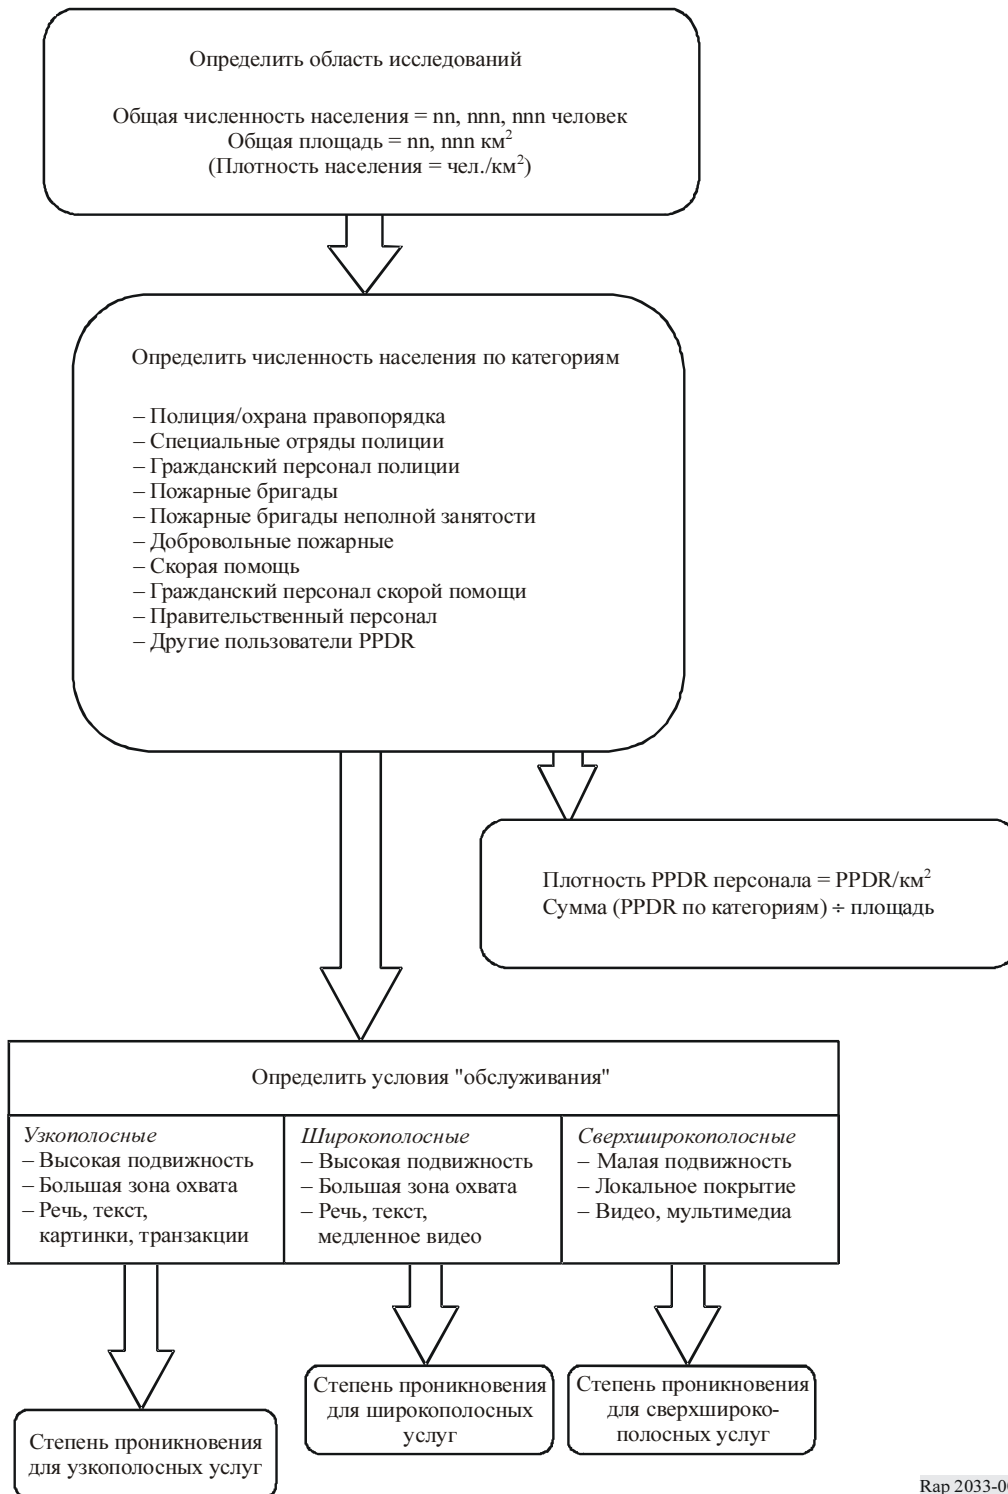 Определить область исследований
Общая численность населения = nn, nnn, nnn человек
Общая площадь = nn, nnn км²
(Плотность населения = чел./км²)
Определить численность населения по категориям
– Полиция/охрана правопорядка
– Специальные отряды полиции
– Гражданский персонал полиции
– Пожарные бригады
– Пожарные бригады неполной занятости
– Добровольные пожарные
– Скорая помощь
– Гражданский персонал скорой помощи
– Правительственный персонал
– Другие пользователи PPDR
Плотность PPDR персонала = PPDR/км²
Сумма (PPDR по категориям) ÷ площадь
Определить условия "обслуживания"
Узкополосные
– Высокая подвижность
– Большая зона охвата
– Речь, текст,
картинки, транзакции
Широкополосные
– Высокая подвижность
– Большая зона охвата
– Речь, текст,
медленное видео
Сверхширокополосные
– Малая подвижность
– Локальное покрытие
– Видео, мультимедиа
Степень проникновения
для узкополосных услуг
Степень проникновения
для широкополосных
услуг
Степень проникновения
для сверхширо­ко-
полосных услуг
Rap 2033-0